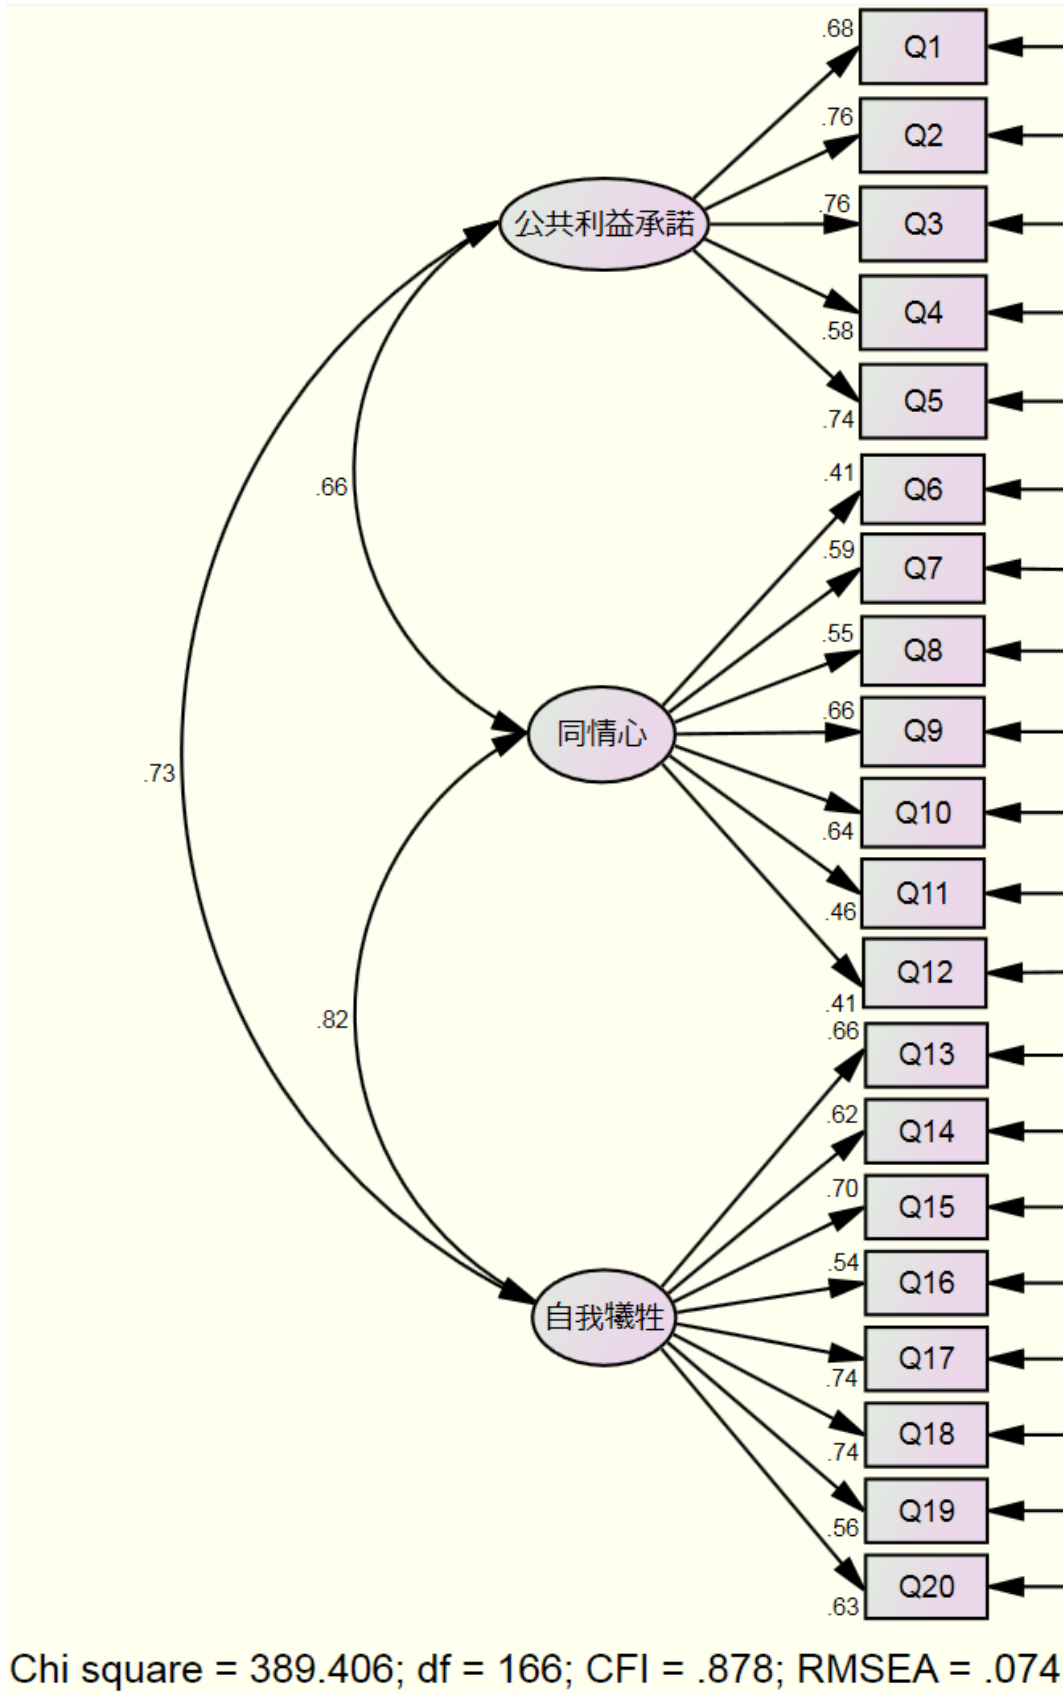 .68
Q1
.76
Q2
.76
Q3
公共利益承諾
.58
Q4
.74
Q5
.66
.41
Q6
.59
Q7
.55
Q8
.66
Q9
同情心
.64
Q10
.46
Q11
.41
Q12
.73
.82
.66
Q13
.62
Q14
.70
Q15
.54
Q16
自我犧牲
.74
Q17
.74
Q18
.56
Q19
.63
Q20
Chi square = 389.406; df = 166; CFI = .878; RMSEA = .074